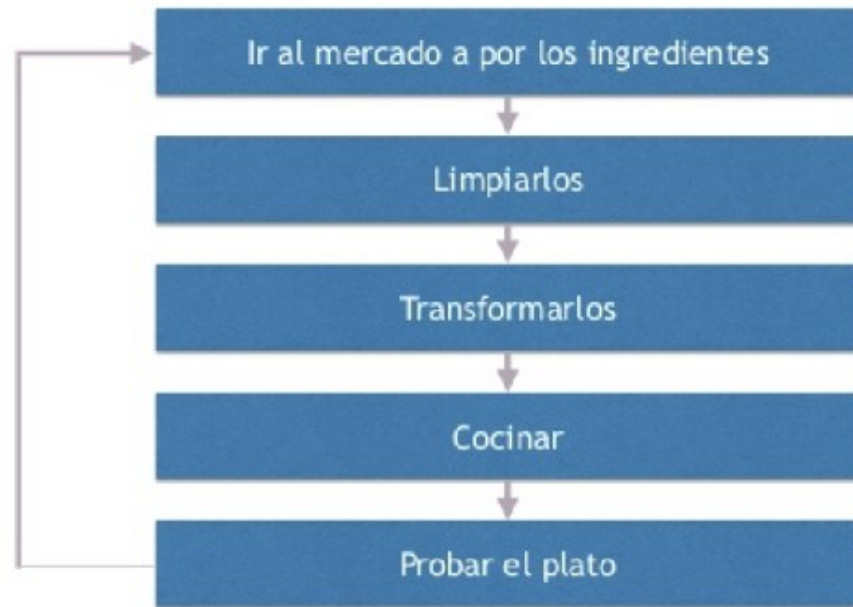 Ir al mercado a por los ingredientes
Limpiarlos
Transformarlos
Cocinar
Probar el plato